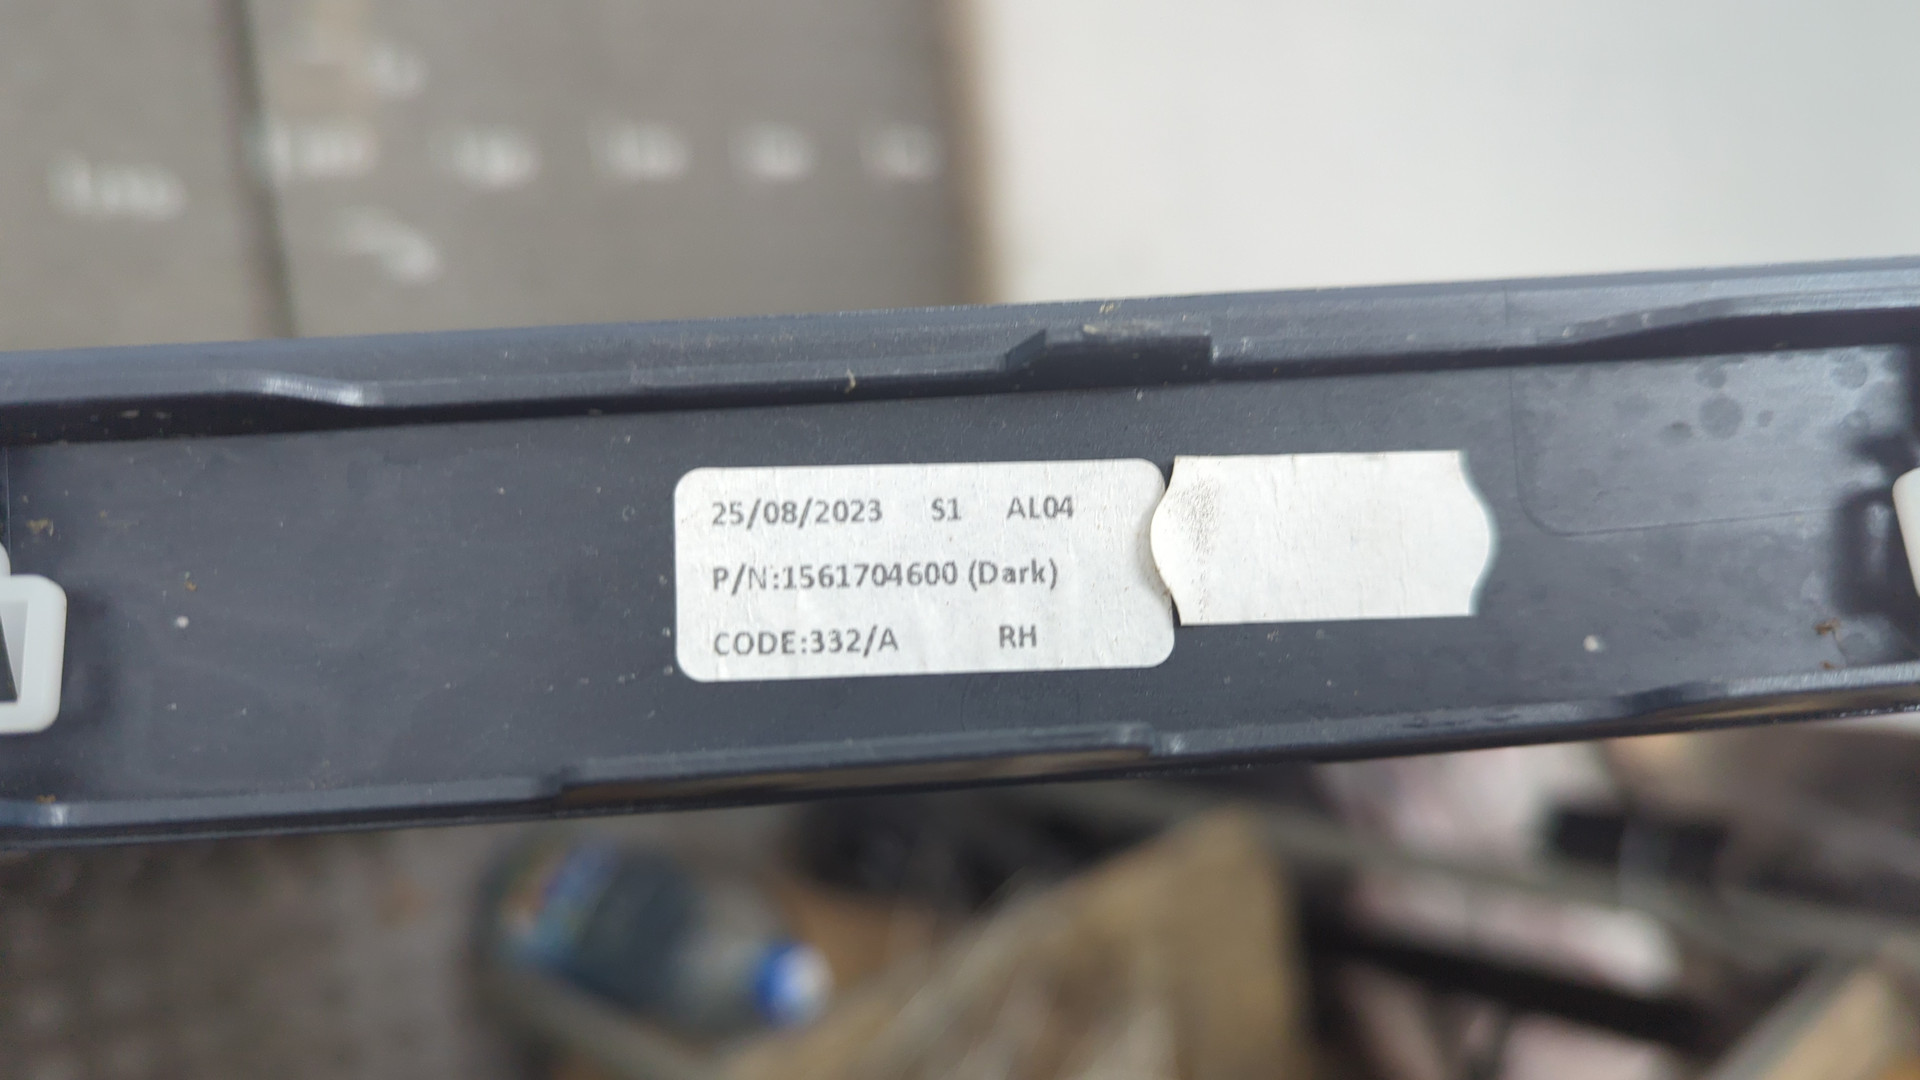 25/08/2023 S1 AL04
P/N:1561704600 (Dark)
CODE:332/A RH